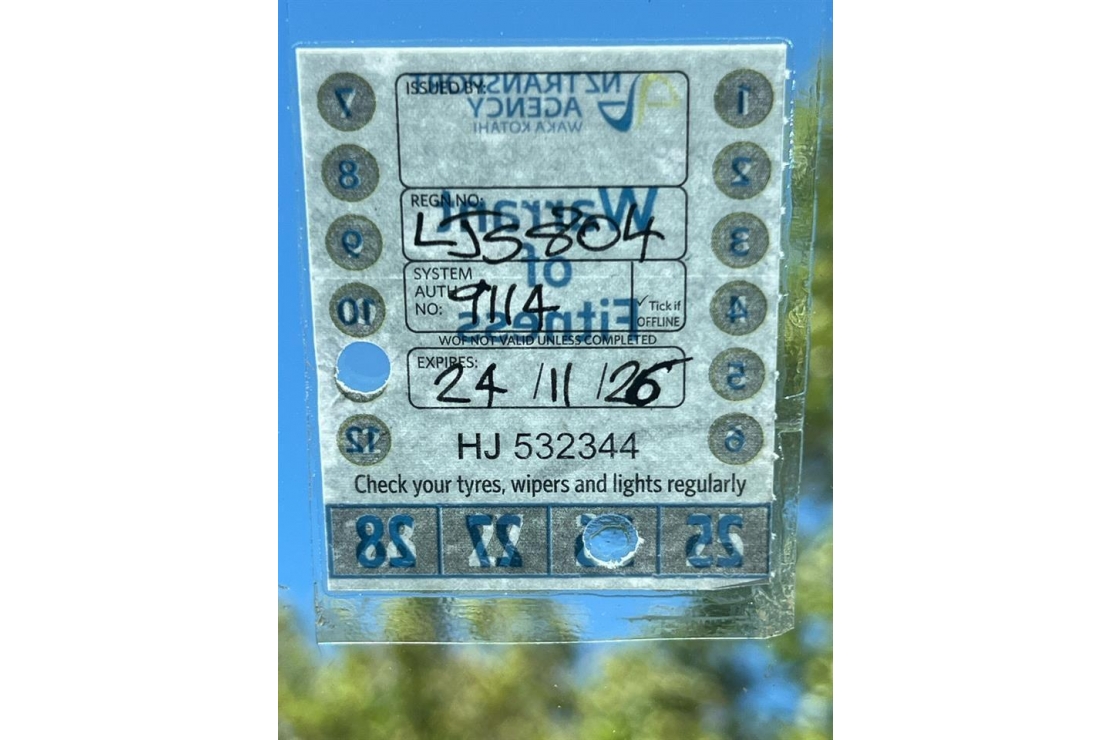 ISSUED BY:
NZ TRANSPORT
AGENCY
WAKA KOTAHI
7 1
8 2
9 3
10 4
5
12 6
Warrant
of
Fitness
REGN NO:
LJS804
SYSTEM
AUTH
NO: 9114
✓ Tick if
OFFLINE
WOF NOT VALID UNLESS COMPLETED
EXPIRES:
24/11/26
HJ 532344
Check your tyres, wipers and lights regularly
28 27 25